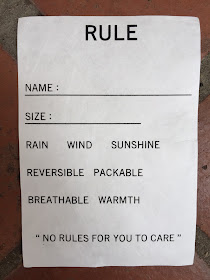 RULE
NAME :
SIZE :
RAIN WIND SUNSHINE
REVERSIBLE PACKABLE
BREATHABLE WARMTH
“ NO RULES FOR YOU TO CARE ”